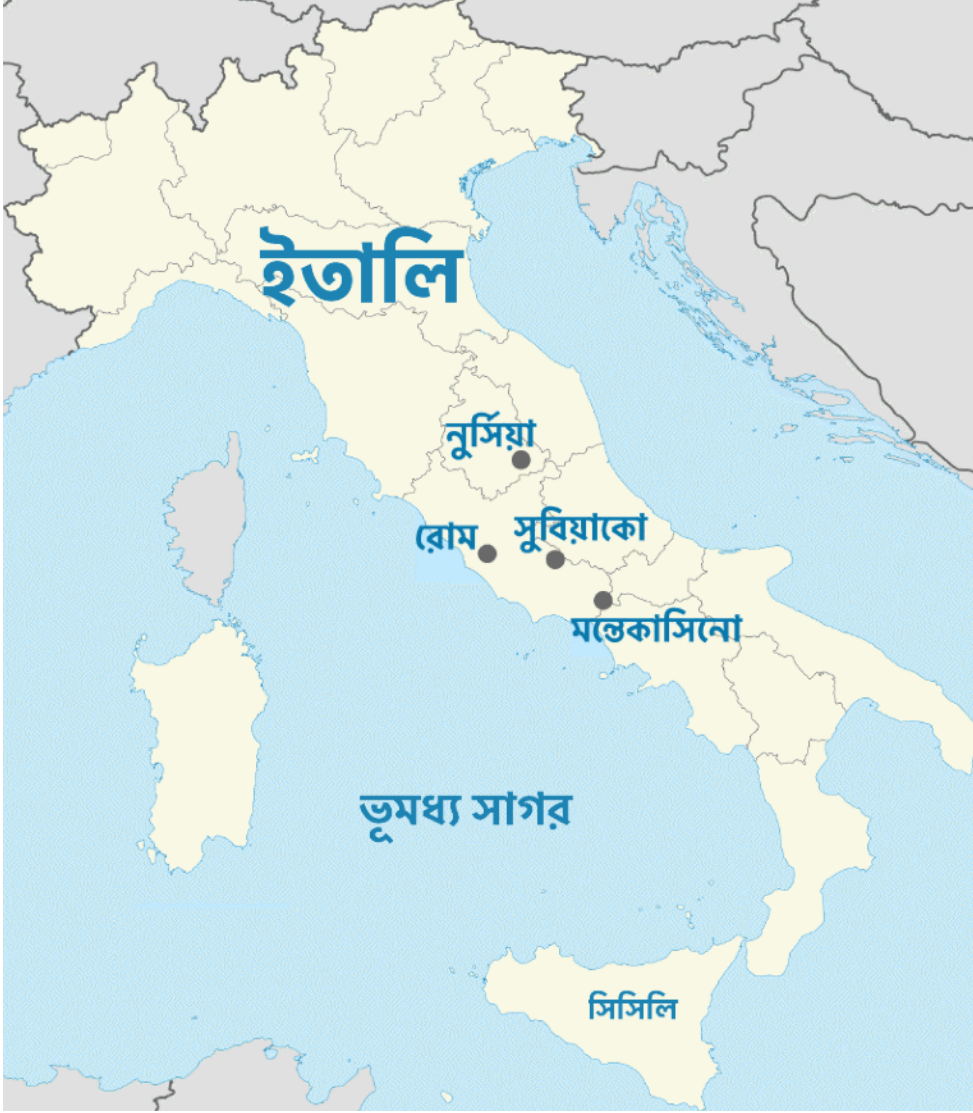 ইতালি
নুর্সিয়া
রোম
সুবিয়াকো
মন্তেকাসিনো
ভূমধ্য সাগর
সিসিলি